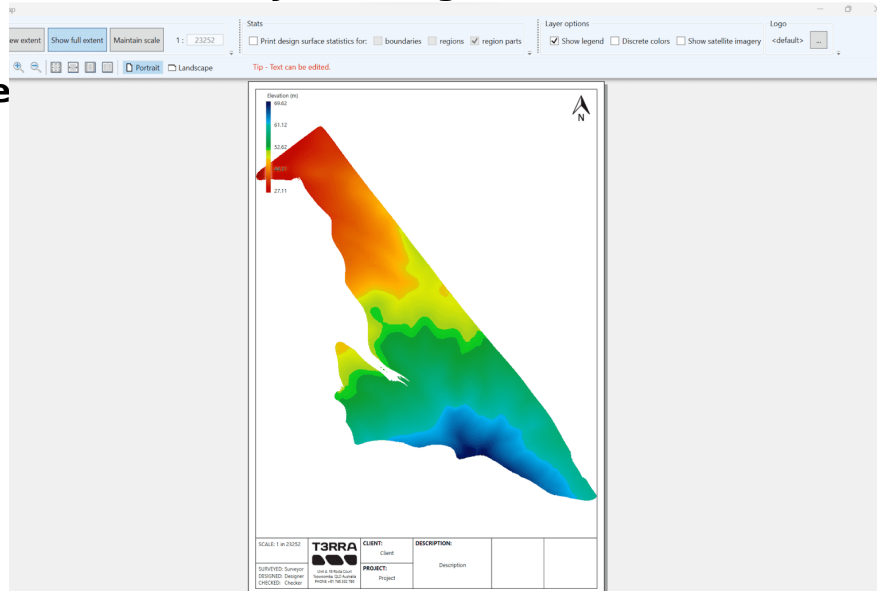 Stats
Layer options
Logo
Show full extent
Maintain scale
1 : 23252
Print design surface statistics for:
boundaries
regions
region parts
Show legend
Discrete colors
Show satellite imagery
<default>
...
Portrait
Landscape
Tip - Text can be edited.
Elevation (m)
69.62
61.12
52.62
27.11
N
SCALE: 1 in 23252
SURVEYED: Surveyor
DESIGNED: Designer
CHECKED: Checker
T3RRA
CLIENT:
Client
PROJECT:
Project
DESCRIPTION:
Description